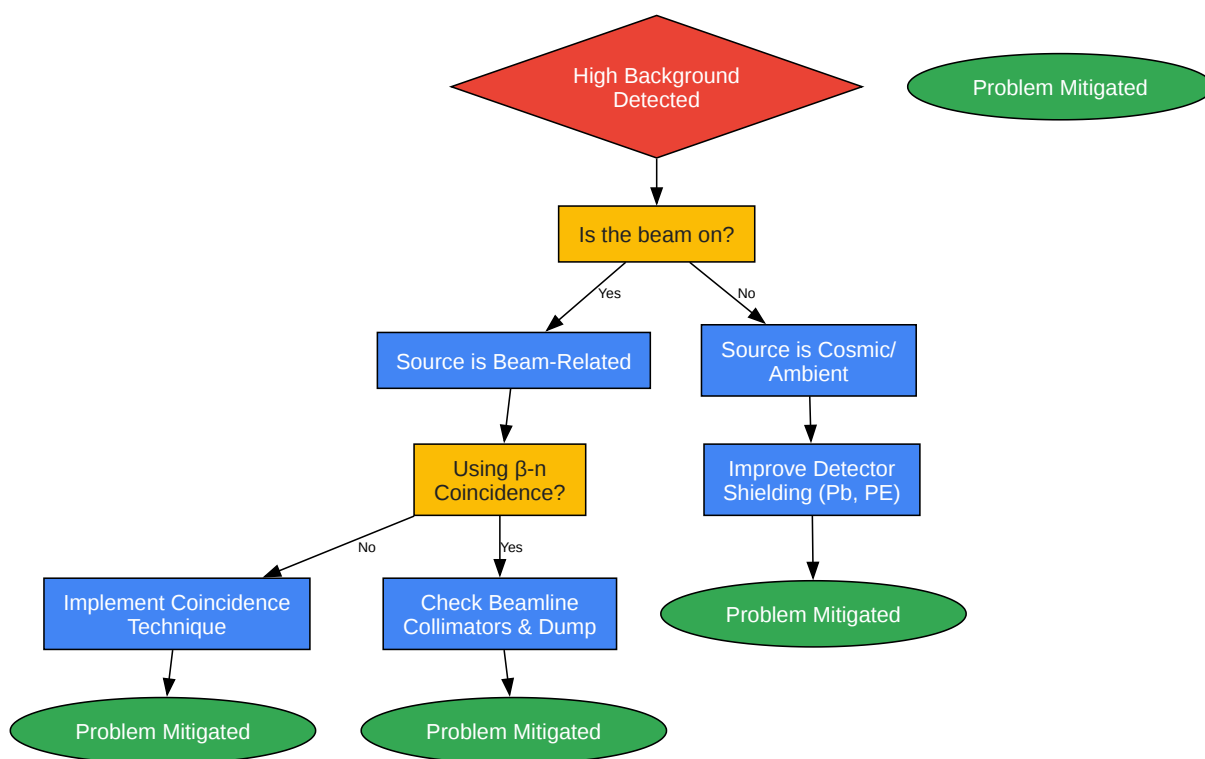 High Background
Detected
Problem Mitigated
Is the beam on?
Yes
No
Source is Beam-Related
Source is Cosmic/
Ambient
Using β-n
Coincidence?
Improve Detector
Shielding (Pb, PE)
No
Yes
Implement Coincidence
Technique
Check Beamline
Collimators & Dump
Problem Mitigated
Problem Mitigated
Problem Mitigated